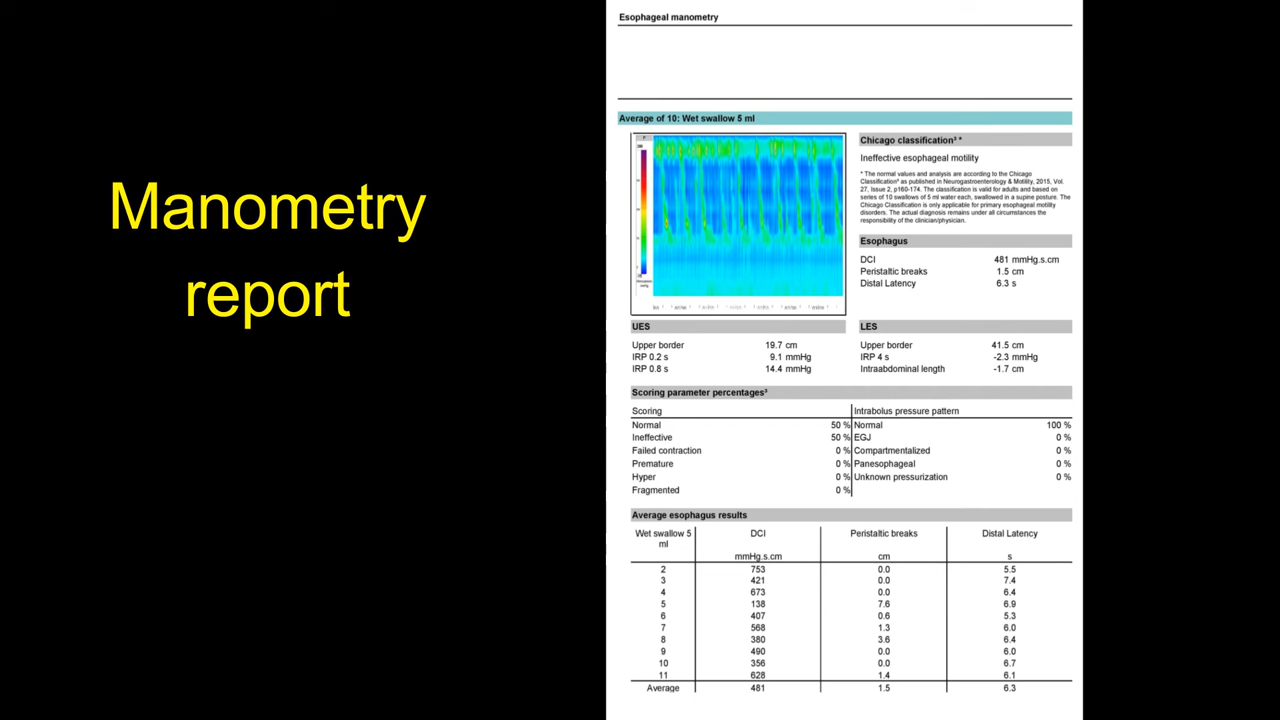 Manometry
report
Esophageal manometry
Average of 10: Wet swallow 5 ml
Chicago classification³ *
Ineffective esophageal motility
* The normal values and analysis are according to the Chicago
Classification³ as published in Neurogastroenterology & Motility, 2015, Vol.
27, Issue 2, p160-174. The classification is valid for adults and based on
series of 10 swallows of 5 ml water each, swallowed in a supine posture. The
Chicago Classification is only applicable for primary esophageal motility
disorders. The actual diagnosis remains under all circumstances the
responsibility of the clinician/physician.
Esophagus
DCI 481 mmHg.s.cm
Peristaltic breaks 1.5 cm
Distal Latency 6.3 s
UES
Upper border 19.7 cm
IRP 0.2 s 9.1 mmHg
IRP 0.8 s 14.4 mmHg
LES
Upper border 41.5 cm
IRP 4 s -2.3 mmHg
Intraabdominal length -1.7 cm
Scoring parameter percentages³
Scoring Intrabolus pressure pattern
Normal 50 % Normal 100 %
Ineffective 50 % EGJ 0 %
Failed contraction 0 % Compartmentalized 0 %
Premature 0 % Panesophageal 0 %
Hyper 0 % Unknown pressurization 0 %
Fragmented 0 %
Average esophagus results
Wet swallow 5 DCI Peristaltic breaks Distal Latency
ml
mmHg.s.cm cm s
2 753 0.0 5.5
3 421 0.0 7.4
4 673 0.0 6.4
5 138 7.6 6.9
6 407 0.6 5.3
7 568 1.3 6.0
8 380 3.6 6.4
9 490 0.0 6.0
10 356 0.0 6.7
11 628 1.4 6.1
Average 481 1.5 6.3